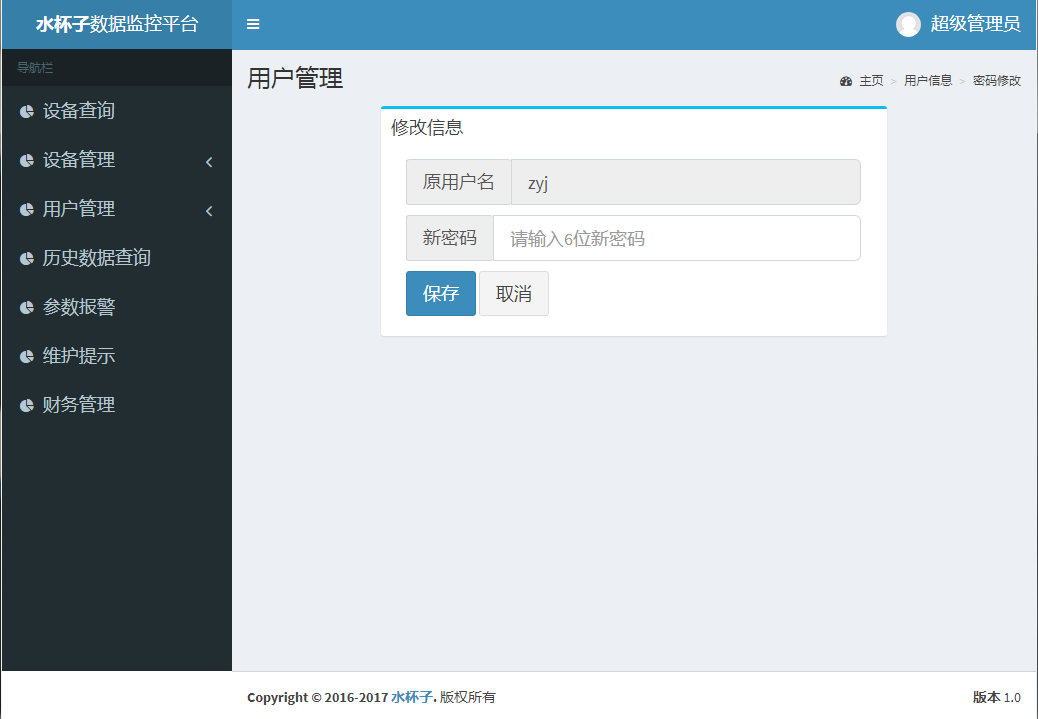 水杯子数据监控平台
超级管理员
导航栏
设备查询
设备管理
用户管理
历史数据查询
参数报警
维护提示
财务管理
用户管理
主页 > 用户信息 > 密码修改
修改信息
原用户名 zyj
新密码 请输入6位新密码
保存 取消
Copyright © 2016-2017 水杯子. 版权所有
版本 1.0